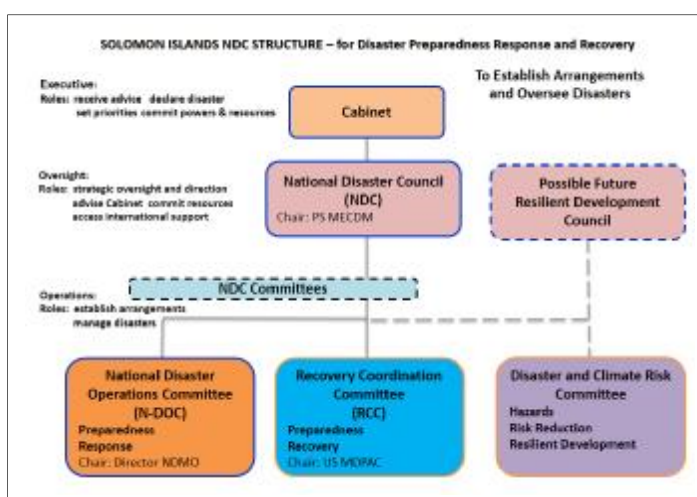 SOLOMON ISLANDS NDC STRUCTURE – for Disaster Preparedness Response and Recovery
To Establish Arrangements
and Oversee Disasters
Executive:
Roles: receive advice declare disaster
set priorities commit powers & resources
Cabinet
Oversight:
Roles: strategic oversight and direction
advise Cabinet commit resources
access international support
National Disaster Council
(NDC)
Chair: PS MECDM
Possible Future
Resilient Development
Council
NDC Committees
Operations:
Roles: establish arrangements
manage disasters
National Disaster
Operations Committee
(N-DOC)
Preparedness
Response
Chair: Director NDMO
Recovery Coordination
Committee
(RCC)
Preparedness
Recovery
Chair: US MDPAC
Disaster and Climate Risk
Committee
Hazards
Risk Reduction
Resilient Development